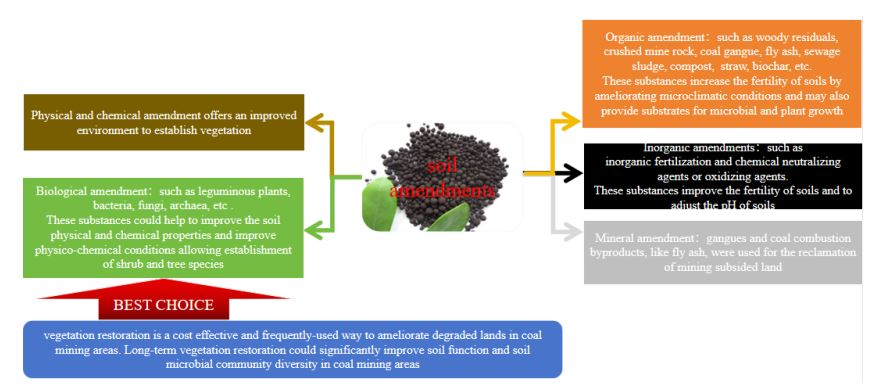 Physical and chemical amendment offers an improved
environment to establish vegetation
Biological amendment：such as leguminous plants,
bacteria, fungi, archaea, etc .
These substances could help to improve the soil
physical and chemical properties and improve
physico-chemical conditions allowing establishment
of shrub and tree species
BEST CHOICE
vegetation restoration is a cost effective and frequently-used way to ameliorate degraded lands in coal
mining areas. Long-term vegetation restoration could significantly improve soil function and soil
microbial community diversity in coal mining areas
soil
amendments
Organic amendment：such as woody residuals,
crushed mine rock, coal gangue, fly ash, sewage
sludge, compost, straw, biochar, etc.
These substances increase the fertility of soils by
ameliorating microclimatic conditions and may also
provide substrates for microbial and plant growth
Inorganic amendments：such as
inorganic fertilization and chemical neutralizing
agents or oxidizing agents.
These substances improve the fertility of soils and to
adjust the pH of soils
Mineral amendment：gangues and coal combustion
byproducts, like fly ash, were used for the reclamation
of mining subsided land